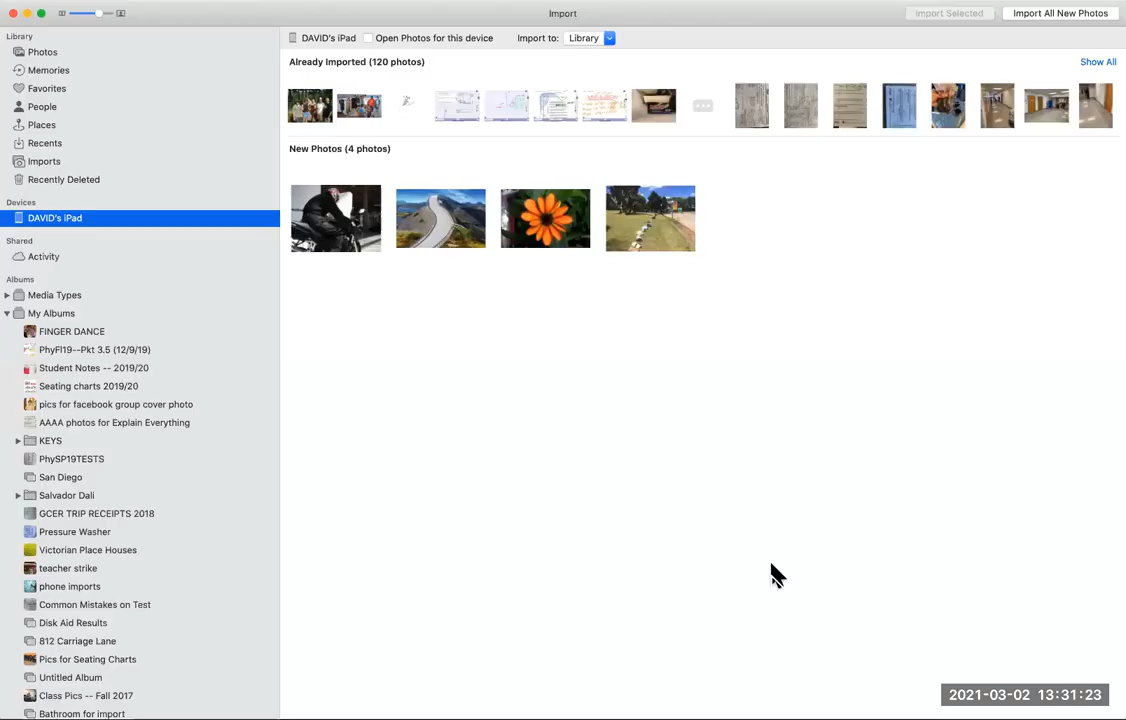 Import
Import Selected
Import All New Photos
Library
Photos
Memories
Favorites
People
Places
Recents
Imports
Recently Deleted
Devices
DAVID's iPad
Shared
Activity
Albums
Media Types
My Albums
FINGER DANCE
PhyFl19--Pkt 3.5 (12/9/19)
Student Notes -- 2019/20
Seating charts 2019/20
pics for facebook group cover photo
AAAA photos for Explain Everything
KEYS
PhySP19TESTS
San Diego
Salvador Dali
GCER TRIP RECEIPTS 2018
Pressure Washer
Victorian Place Houses
teacher strike
phone imports
Common Mistakes on Test
Disk Aid Results
812 Carriage Lane
Pics for Seating Charts
Untitled Album
Class Pics -- Fall 2017
Bathroom for import
DAVID's iPad Open Photos for this device Import to: Library
Already Imported (120 photos) Show All
New Photos (4 photos)
2021-03-02 13:31:23